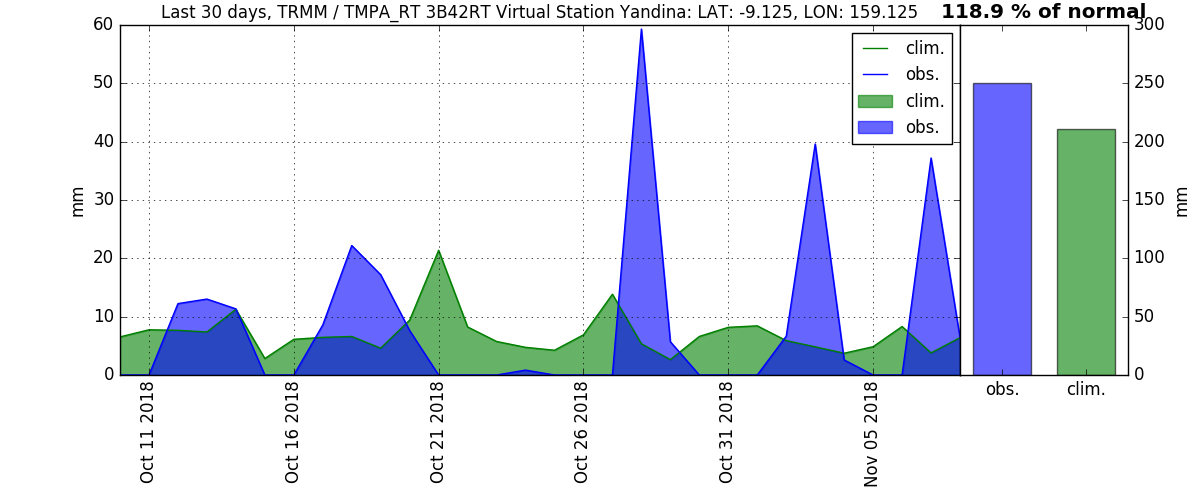 Last 30 days, TRMM / TMPA_RT 3B42RT Virtual Station Yandina: LAT: -9.125, LON: 159.125
118.9 % of normal
60
50
40
30
20
10
0
mm
clim.
obs.
clim.
obs.
300
250
200
150
100
50
0
mm
Oct 11 2018
Oct 16 2018
Oct 21 2018
Oct 26 2018
Oct 31 2018
Nov 05 2018
obs.
clim.